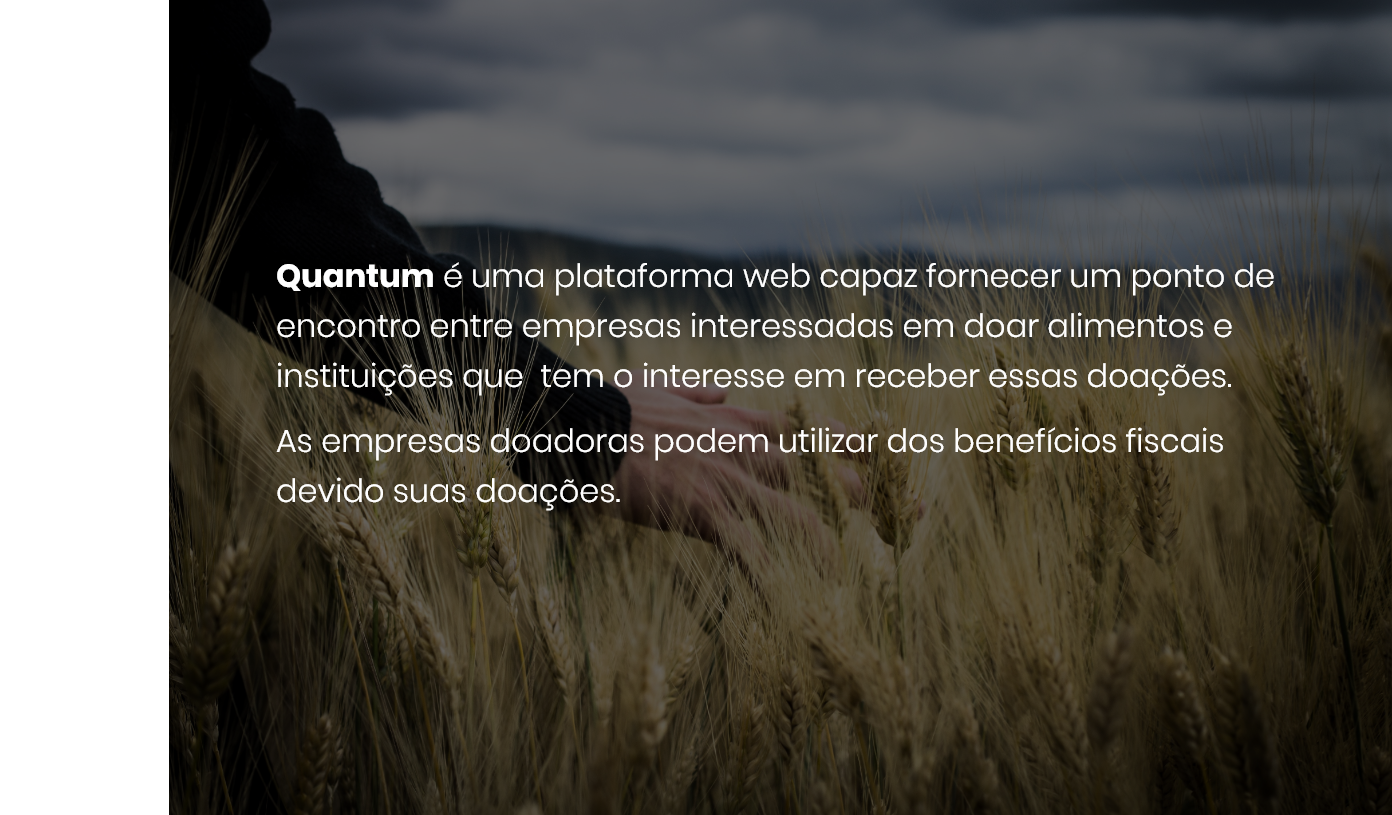 Quantum é uma plataforma web capaz fornecer um ponto de
encontro entre empresas interessadas em doar alimentos e
instituições que  tem o interesse em receber essas doações.
As empresas doadoras podem utilizar dos benefícios fiscais
devido suas doações.